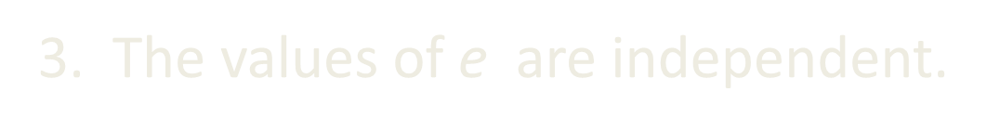 3. The values of e are independent.